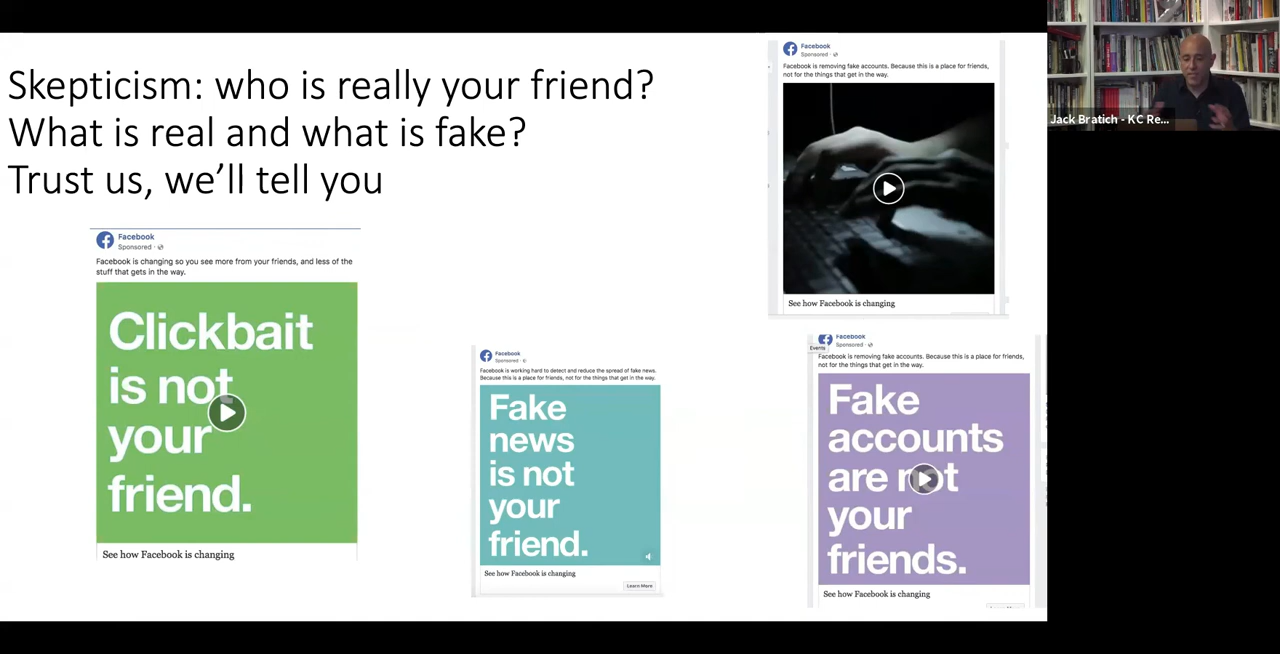 Skepticism: who is really your friend?
What is real and what is fake?
Trust us, we'll tell you
Facebook
Sponsored ·
Facebook is removing fake accounts. Because this is a place for friends,
not for the things that get in the way.
See how Facebook is changing
Jack Bratich - KC Re...
Facebook
Sponsored ·
Facebook is changing so you see more from your friends, and less of the
stuff that gets in the way.
Clickbait
is not
your
friend.
See how Facebook is changing
Facebook
Sponsored ·
Facebook is working hard to detect and reduce the spread of fake news.
Because this is a place for friends, not for the things that get in the way.
Fake
news
is not
your
friend.
See how Facebook is changing
Learn More
Facebook
Sponsored ·
Events
Facebook is removing fake accounts. Because this is a place for friends,
not for the things that get in the way.
Fake
accounts
are not
your
friends.
See how Facebook is changing